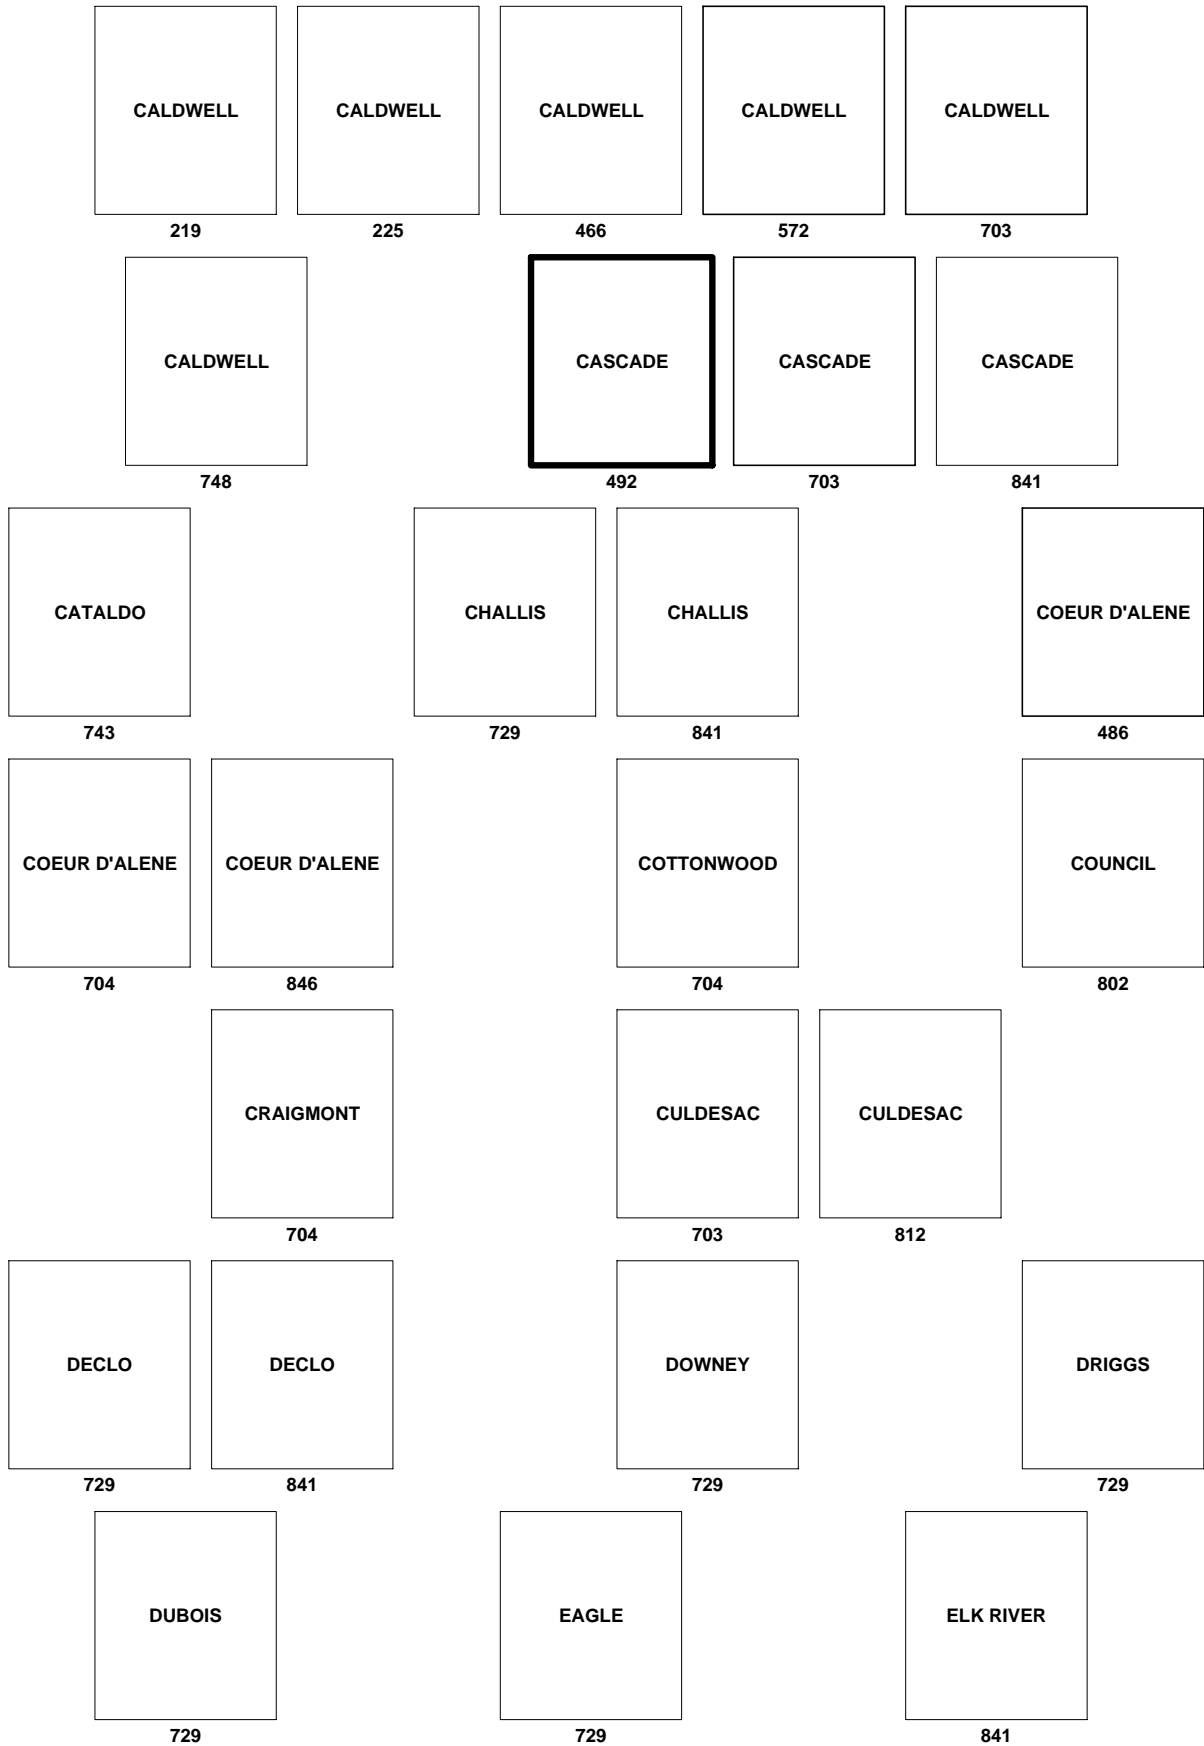 CALDWELL CALDWELL CALDWELL CALDWELL CALDWELL
219 225 466 572 703
CALDWELL CASCADE CASCADE CASCADE
748 492 703 841
CATALDO CHALLIS CHALLIS COEUR D'ALENE
743 729 841 486
COEUR D'ALENE COEUR D'ALENE COTTONWOOD COUNCIL
704 846 704 802
CRAIGMONT CULDESAC CULDESAC
704 703 812
DECLO DECLO DOWNEY DRIGGS
729 841 729 729
DUBOIS EAGLE ELK RIVER
729 729 841